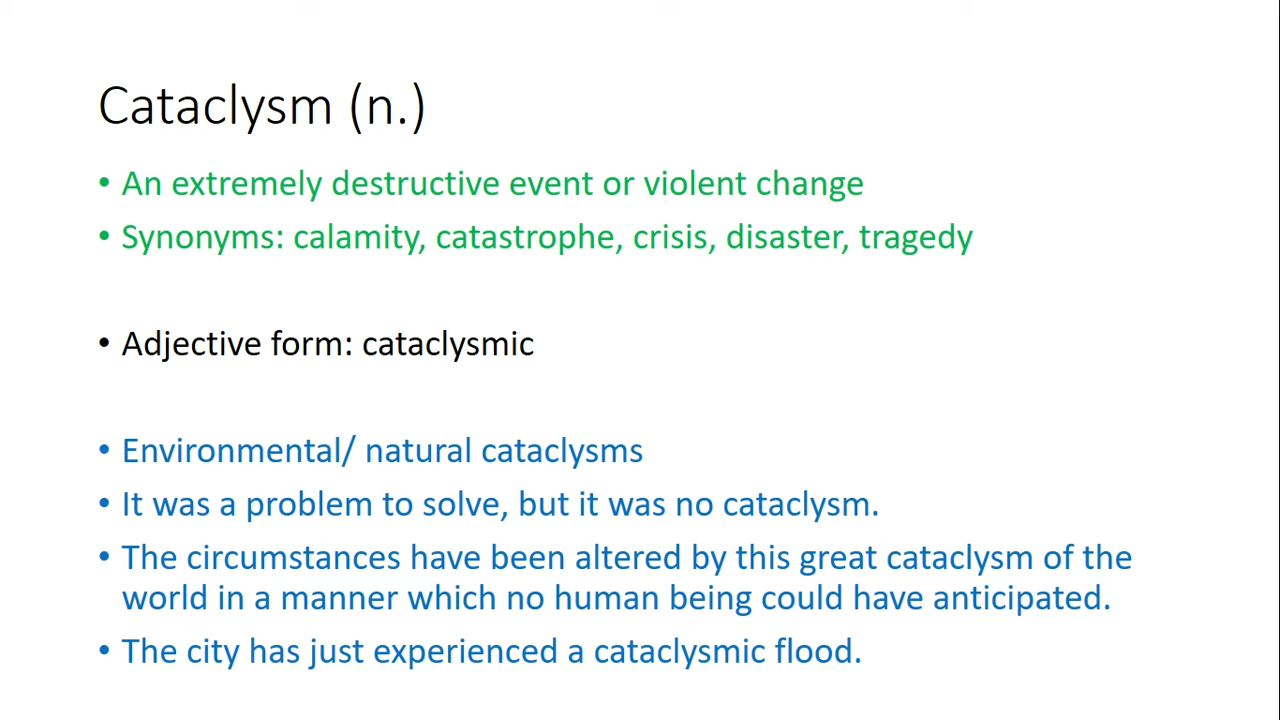 Cataclysm (n.)
• An extremely destructive event or violent change
• Synonyms: calamity, catastrophe, crisis, disaster, tragedy
• Adjective form: cataclysmic
• Environmental/ natural cataclysms
• It was a problem to solve, but it was no cataclysm.
• The circumstances have been altered by this great cataclysm of the
world in a manner which no human being could have anticipated.
• The city has just experienced a cataclysmic flood.